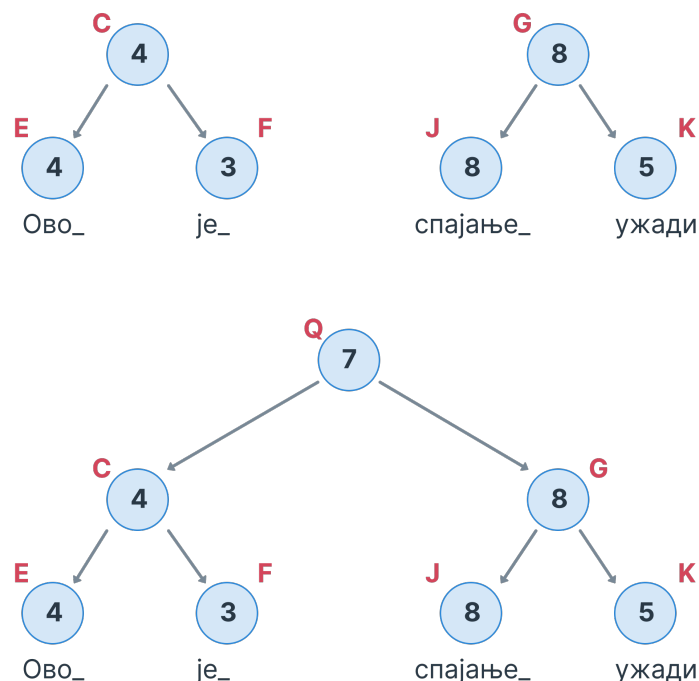 C G
4 8
E F J K
4 3 8 5
Ово_ је_ спајање_ ужади
Q
7
C G
4 8
E F J K
4 3 8 5
Ово_ је_ спајање_ ужади